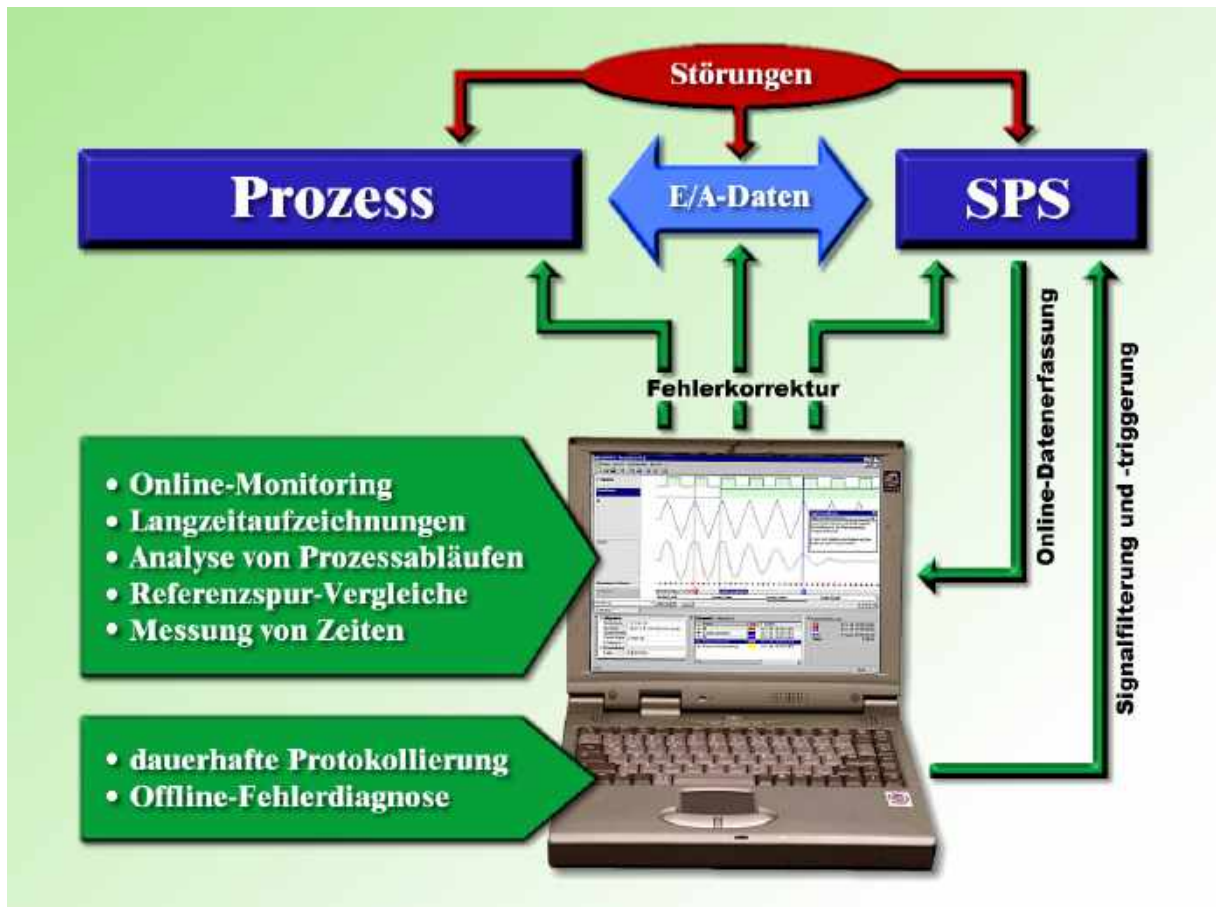 Störungen
Prozess
E/A-Daten
SPS
Fehlerkorrektur
Online-Datenerfassung
Signalfilterung und -triggerung
• Online-Monitoring
• Langzeitaufzeichnungen
• Analyse von Prozessabläufen
• Referenzspur-Vergleiche
• Messung von Zeiten
• dauerhafte Protokollierung
• Offline-Fehlerdiagnose